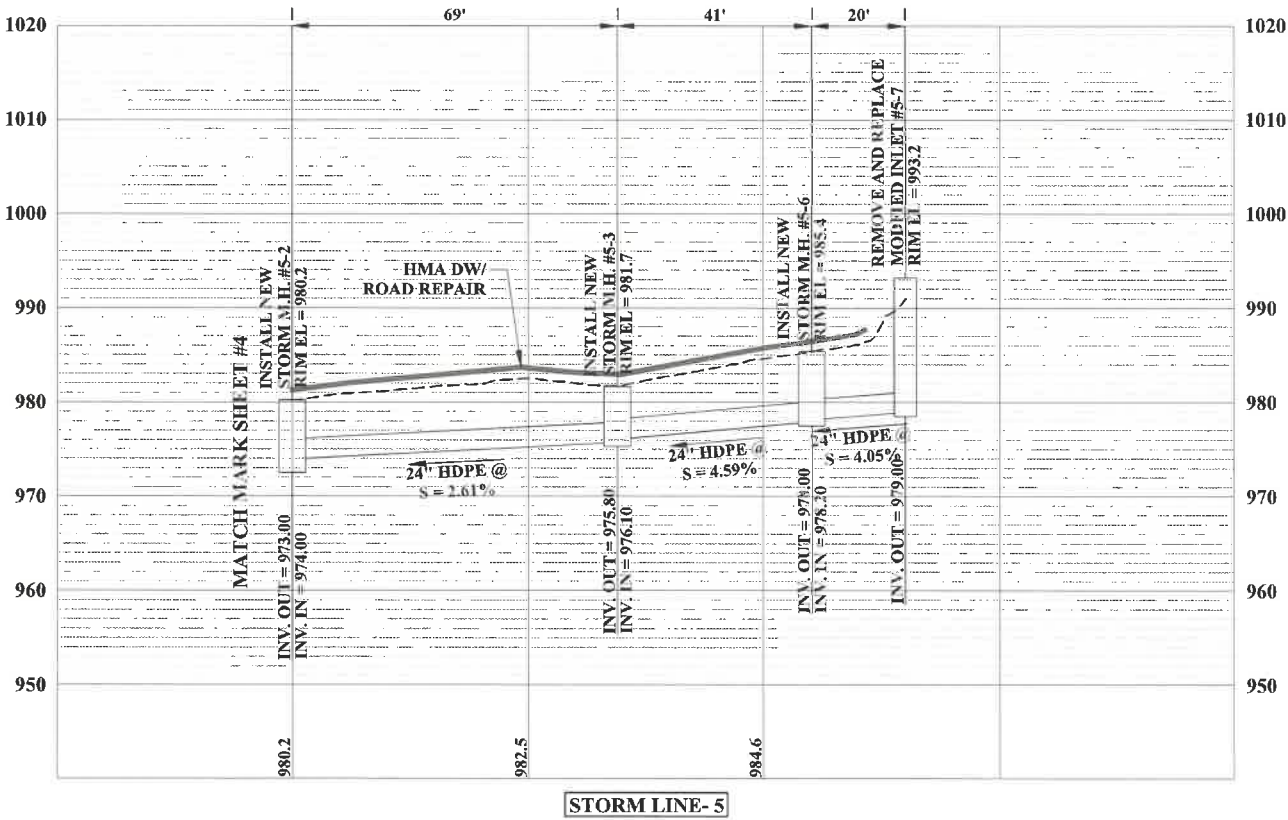 69'
41'
20'
1020
1020
1010
1010
1000
1000
990
990
980
980
970
970
960
960
950
950
MATCH MARK SHEET #4
INSTALL NEW
STORM M.H. #5-2
RIM EL = 980.2
HMA DW/
ROAD REPAIR
INSTALL NEW
STORM M.H. #5-3
RIM EL = 981.7
INSTALL NEW
STORM M.H. #5-6
RIM EL = 985.4
REMOVE AND REPLACE
MODIFIED INLET #5-7
RIM EL = 993.2
24" HDPE @
S = 2.61%
24" HDPE @
S = 4.59%
24" HDPE @
S = 4.05%
INV. OUT = 973.00
INV. IN = 974.00
INV. OUT = 975.80
INV. IN = 976.10
INV. OUT =
INV. IN = 978.20
INV. OUT = 979.00
980.2
982.5
984.6
STORM LINE- 5